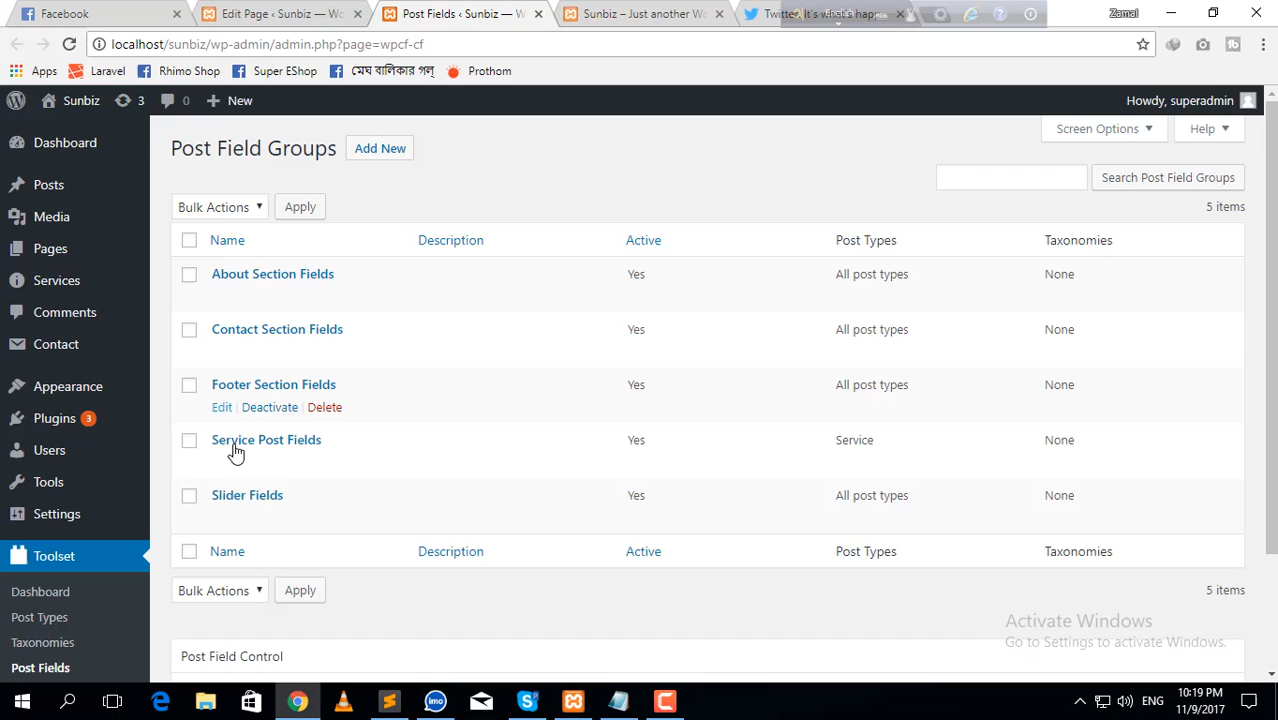 Facebook
Edit Page ‹ Sunbiz — Wo
Post Fields ‹ Sunbiz — W
Sunbiz – Just another W
Twitter. It's what's happe
English
Zamal
localhost/sunbiz/wp-admin/admin.php?page=wpcf-cf
Apps
Laravel
Rhimo Shop
Super EShop
মেঘ বালিকার গল্
Prothom
Sunbiz
3
0
New
Howdy, superadmin
Dashboard
Posts
Media
Pages
Services
Comments
Contact
Appearance
Plugins 3
Users
Tools
Settings
Toolset
Dashboard
Post Types
Taxonomies
Post Fields
Screen Options
Help
Post Field Groups
Add New
Search Post Field Groups
Bulk Actions
Apply
5 items
Name Description Active Post Types Taxonomies
About Section Fields Yes All post types None
Contact Section Fields Yes All post types None
Footer Section Fields Yes All post types None
Edit | Deactivate | Delete
Service Post Fields Yes Service None
Slider Fields Yes All post types None
Name Description Active Post Types Taxonomies
Bulk Actions
Apply
5 items
Activate Windows
Go to Settings to activate Windows.
Post Field Control
imo
ENG
10:19 PM
11/9/2017